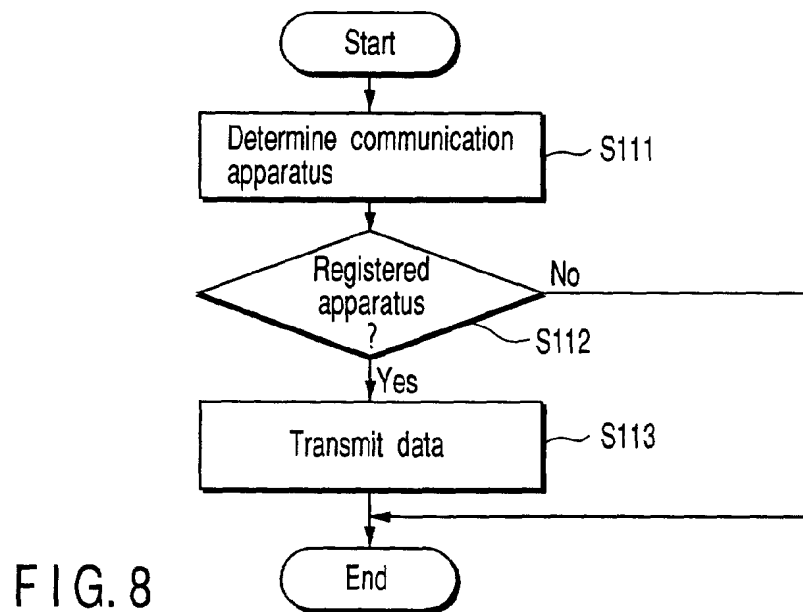 Start
Determine communication
apparatus
S111
Registered
apparatus
?
No
S112
Yes
Transmit data
S113
End
FIG. 8